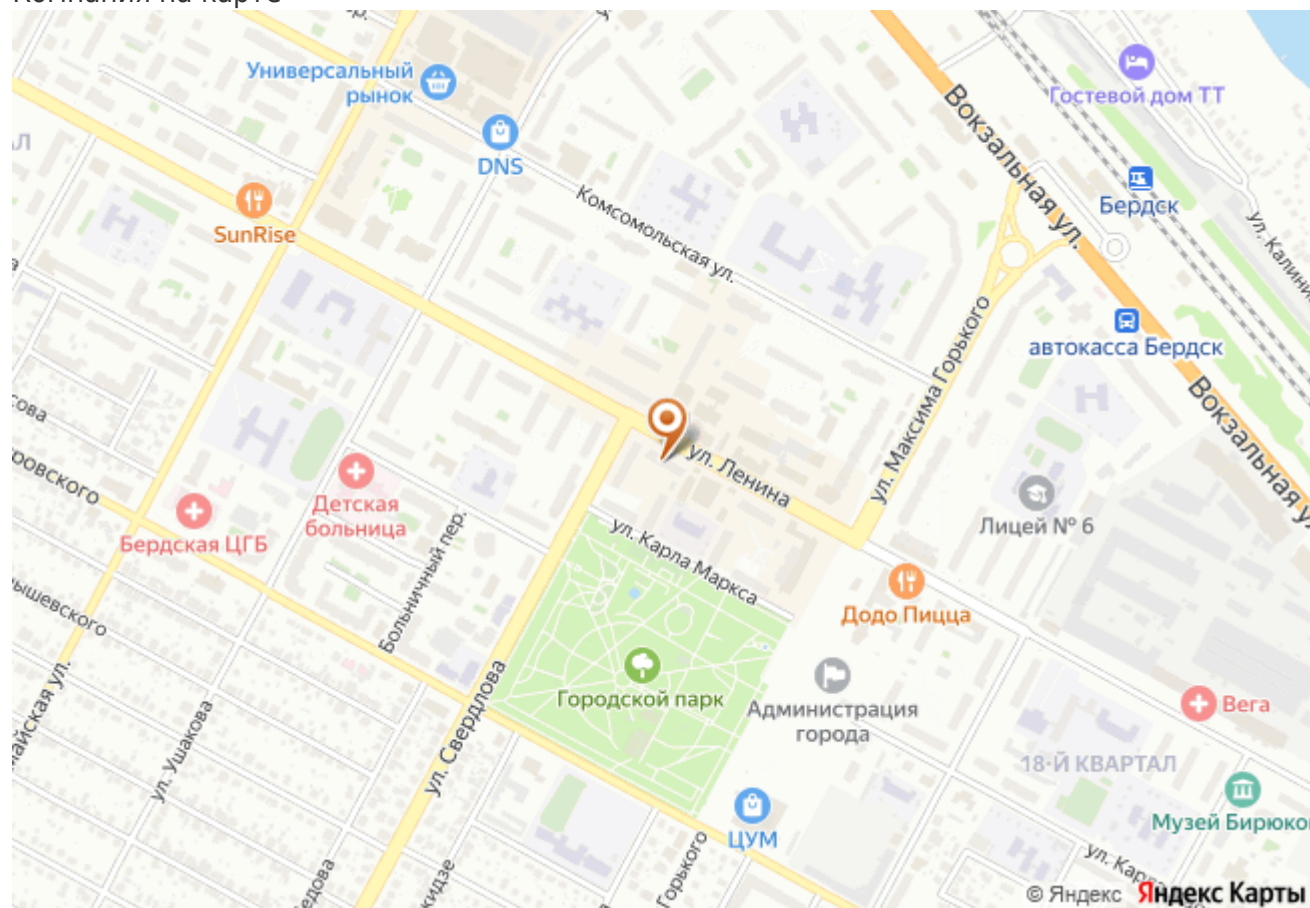 Универсальный
рынок
DNS
SunRise
Комсомольская ул.
Вокзальная ул.
Гостевой дом ТТ
Бердск
автокасса Бердск
ул. Максима Горького
Вокзальная у
ул. Ленина
Детская
больница
Бердская ЦГБ
Больничный пер.
ул. Карла Маркса
Лицей № 6
Додо Пицца
Городской парк
Администрация
города
Вега
18-Й КВАРТАЛ
Музей Бирюко
ул. Ушакова
ул. Свердлова
ЦУМ
Горького
© Яндекс Яндекс Карты